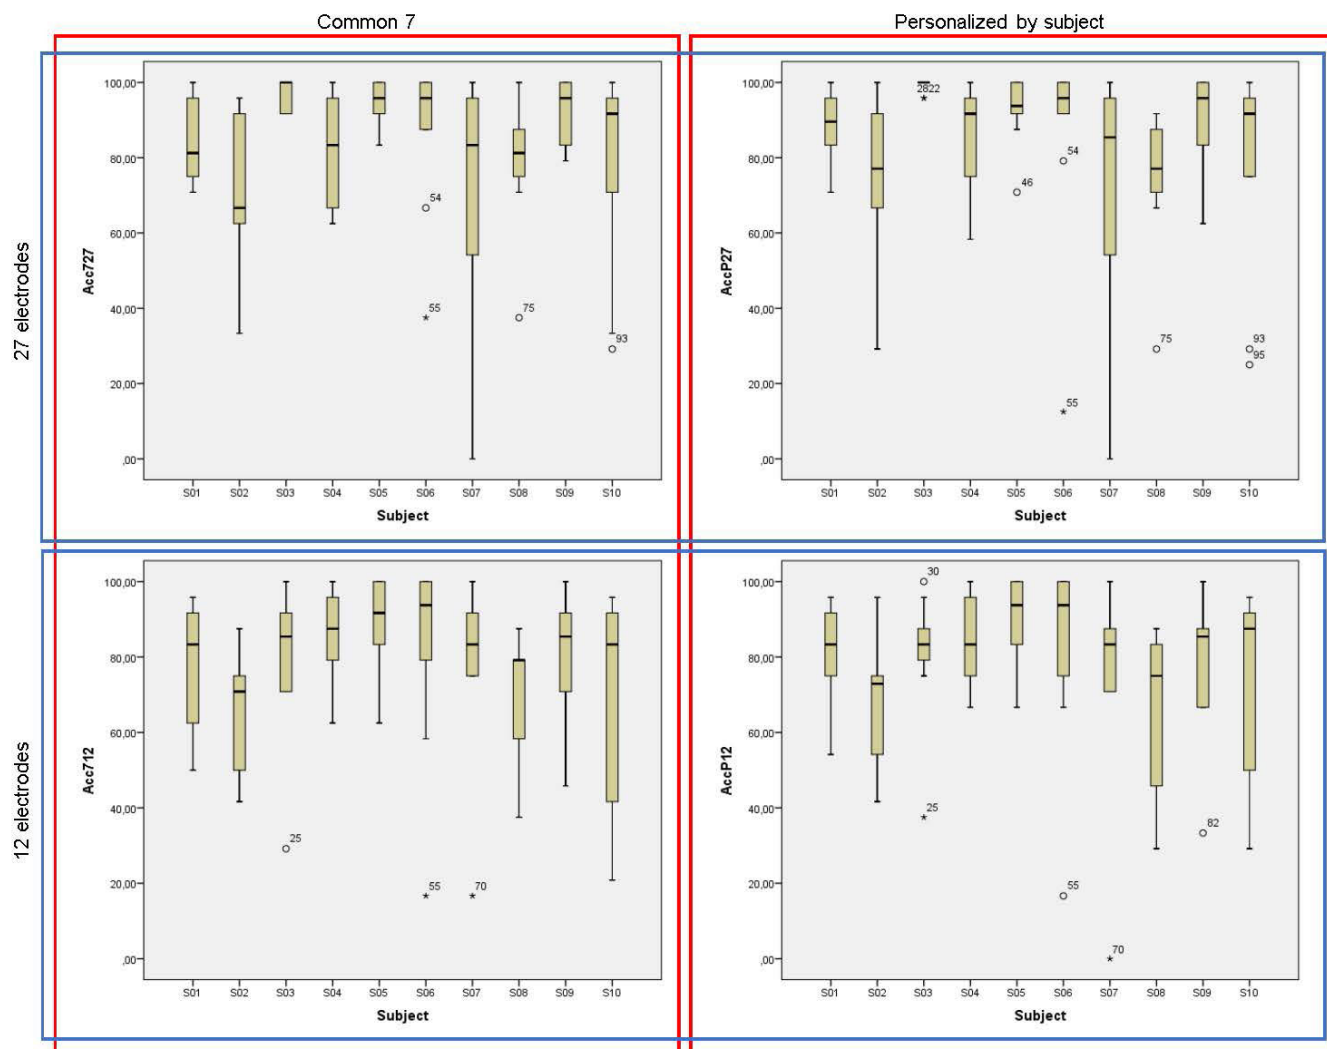 Common 7
Personalized by subject
27 electrodes
Acc727
100,00
80,00
60,00
40,00
20,00
,00
54
55
75
93
S01 S02 S03 S04 S05 S06 S07 S08 S09 S10
Subject
AccP27
100,00
80,00
60,00
40,00
20,00
,00
2822
46
54
55
75
93
95
S01 S02 S03 S04 S05 S06 S07 S08 S09 S10
Subject
12 electrodes
Acc712
100,00
80,00
60,00
40,00
20,00
,00
25
55
70
S01 S02 S03 S04 S05 S06 S07 S08 S09 S10
Subject
AccP12
100,00
80,00
60,00
40,00
20,00
,00
30
25
55
70
82
S01 S02 S03 S04 S05 S06 S07 S08 S09 S10
Subject